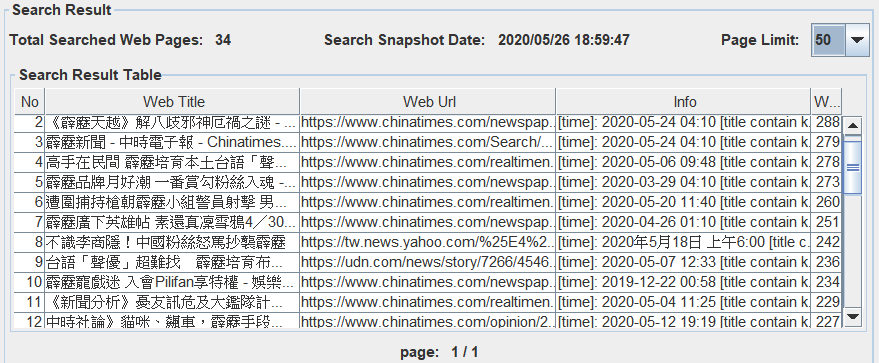 Search Result
Total Searched Web Pages: 34 Search Snapshot Date: 2020/05/26 18:59:47 Page Limit: 50
Search Result Table
No Web Title Web Url Info W...
2 《霹靂天越》解八歧邪神厄禍之謎 - ... https://www.chinatimes.com/newspap... [time]: 2020-05-24 04:10 [title contain k... 288
3 霹靂新聞 - 中時電子報 - Chinatimes.... https://www.chinatimes.com/Search/... [time]: 2020-05-24 04:10 [title contain k... 279
4 高手在民間 霹靂培育本土台語「聲... https://www.chinatimes.com/realtimen... [time]: 2020-05-06 09:48 [title contain k... 278
5 霹靂品牌月好潮 一番賞勾粉絲入魂 -... https://www.chinatimes.com/newspap... [time]: 2020-03-29 04:10 [title contain k... 273
6 遭圍捕持槍朝霹靂小組警員射擊 男... https://www.chinatimes.com/realtimen... [time]: 2020-05-20 11:40 [title contain k... 260
7 霹靂廣下英雄帖 素還真凜雪鴉4／30... https://www.chinatimes.com/newspap... [time]: 2020-04-26 01:10 [title contain k... 251
8 不識李商隱！中國粉絲怒罵抄襲霹靂 https://tw.news.yahoo.com/%25E4%2... [time]: 2020年5月18日 上午6:00 [title c... 242
9 台語「聲優」超難找 霹靂培育布... https://udn.com/news/story/7266/4546... [time]: 2020-05-07 12:33 [title contain k... 236
10 霹靂寵戲迷 入會Pilifan享特權 - 娛樂... https://www.chinatimes.com/newspap... [time]: 2019-12-22 00:58 [title contain k... 234
11 《新聞分析》憂友訊危及大鑑隊計... https://www.chinatimes.com/realtimen... [time]: 2020-05-04 11:25 [title contain k... 229
12 中時社論》貓咪、飆車，霹靂手段... https://www.chinatimes.com/opinion/2... [time]: 2020-05-12 19:19 [title contain k... 227
page: 1 / 1